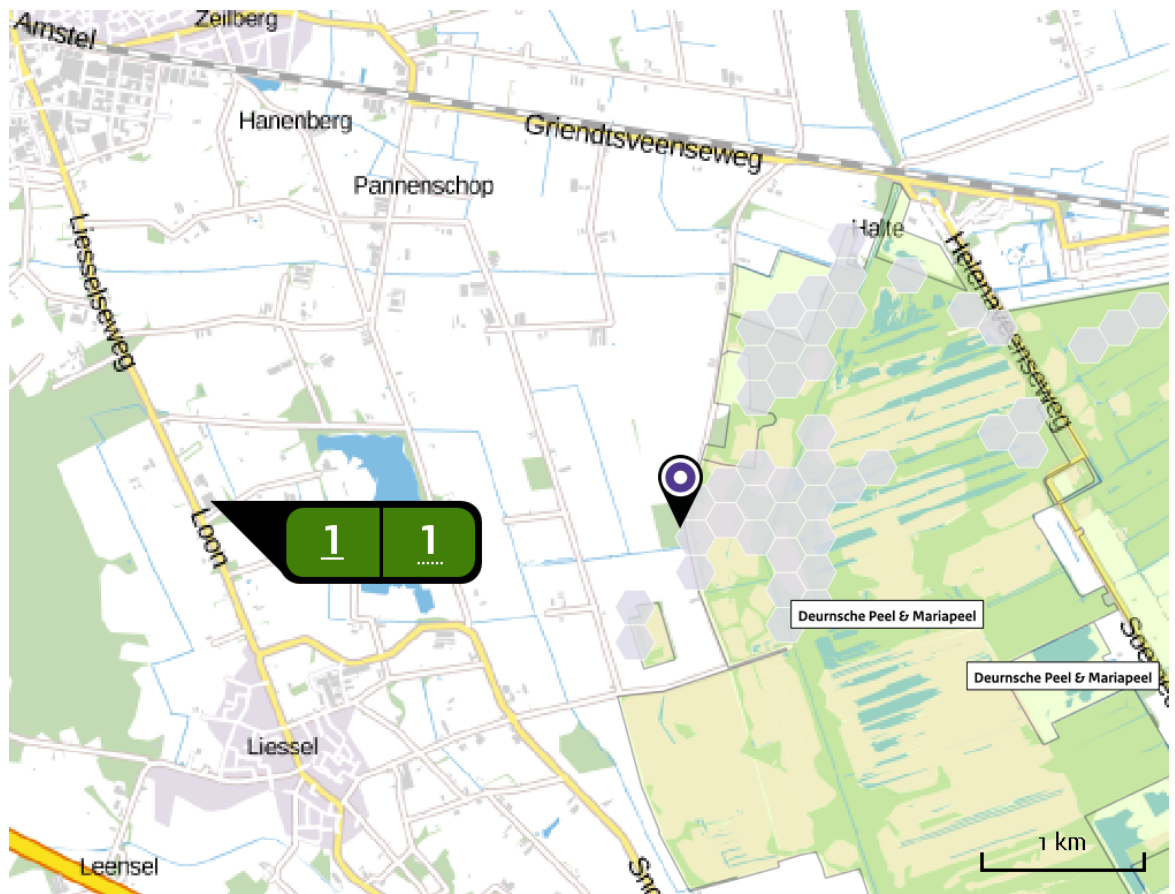 Amstel
Zeilberg
Hanenberg
Griendtsveenseweg
Pannenschop
Liesselseweg
Halte
Helenaveenseweg
Loon
1 1
Deurnsche Peel & Mariapeel
Deurnsche Peel & Mariapeel
Liessel
1 km
Leensel